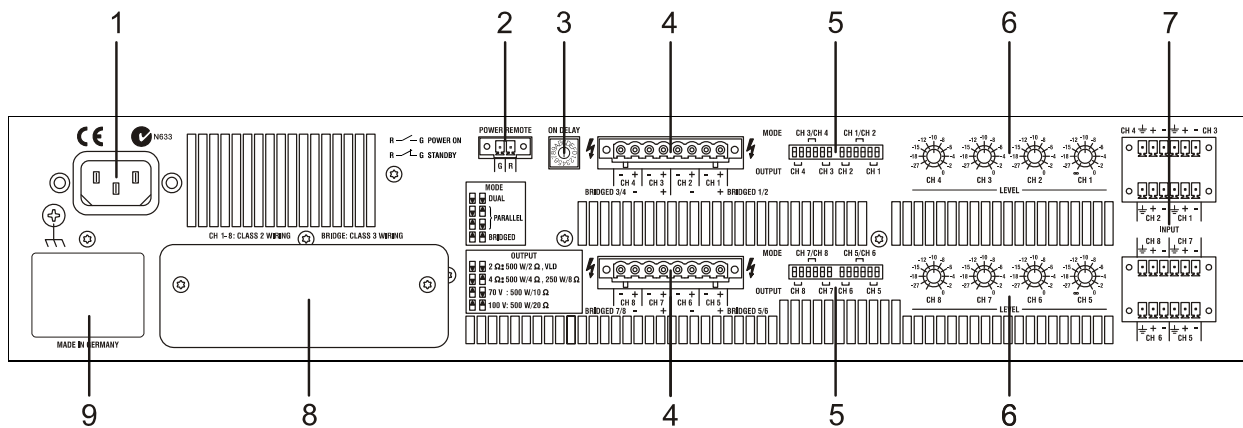 1 2 3 4 5 6 7
CE N633
R G POWER ON
R G STANDBY
POWER REMOTE
G R
ON DELAY
MODE
DUAL
PARALLEL
BRIDGED
- + - + - + - +
CH 4 CH 3 CH 2 CH 1
BRIDGED 3/4 - + - + BRIDGED 1/2
MODE CH 3/CH 4 CH 1/CH 2
OUTPUT CH 4 CH 3 CH 2 CH 1
∞ -27 -18 -15 -12 -10 -8 -6 -4 -2 0
CH 4
CH 3
CH 2
CH 1
LEVEL
CH 4 + - + - CH 3
CH 2 CH 1
+ - + -
INPUT
CH 1-8: CLASS 2 WIRING BRIDGE: CLASS 3 WIRING
OUTPUT
2 Ω: 500 W/2 Ω, VLD
4 Ω: 500 W/4 Ω, 250 W/8 Ω
70 V : 500 W/10 Ω
100 V: 500 W/20 Ω
- + - + - + - +
CH 8 CH 7 CH 6 CH 5
BRIDGED 7/8 - + - + BRIDGED 5/6
MODE CH 7/CH 8 CH 5/CH 6
OUTPUT CH 8 CH 7 CH 6 CH 5
CH 8
CH 7
CH 6
CH 5
LEVEL
CH 8 CH 7
+ - + -
+ - + -
CH 6 CH 5
MADE IN GERMANY
9 8 4 5 6